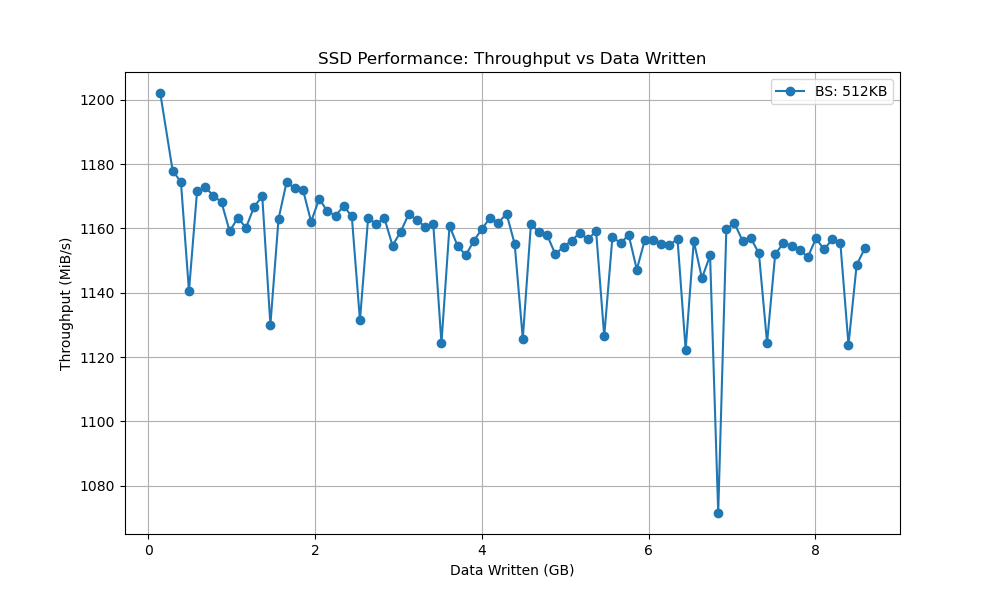 SSD Performance: Throughput vs Data Written
BS: 512KB
Throughput (MiB/s)
1200
1180
1160
1140
1120
1100
1080
0 2 4 6 8
Data Written (GB)